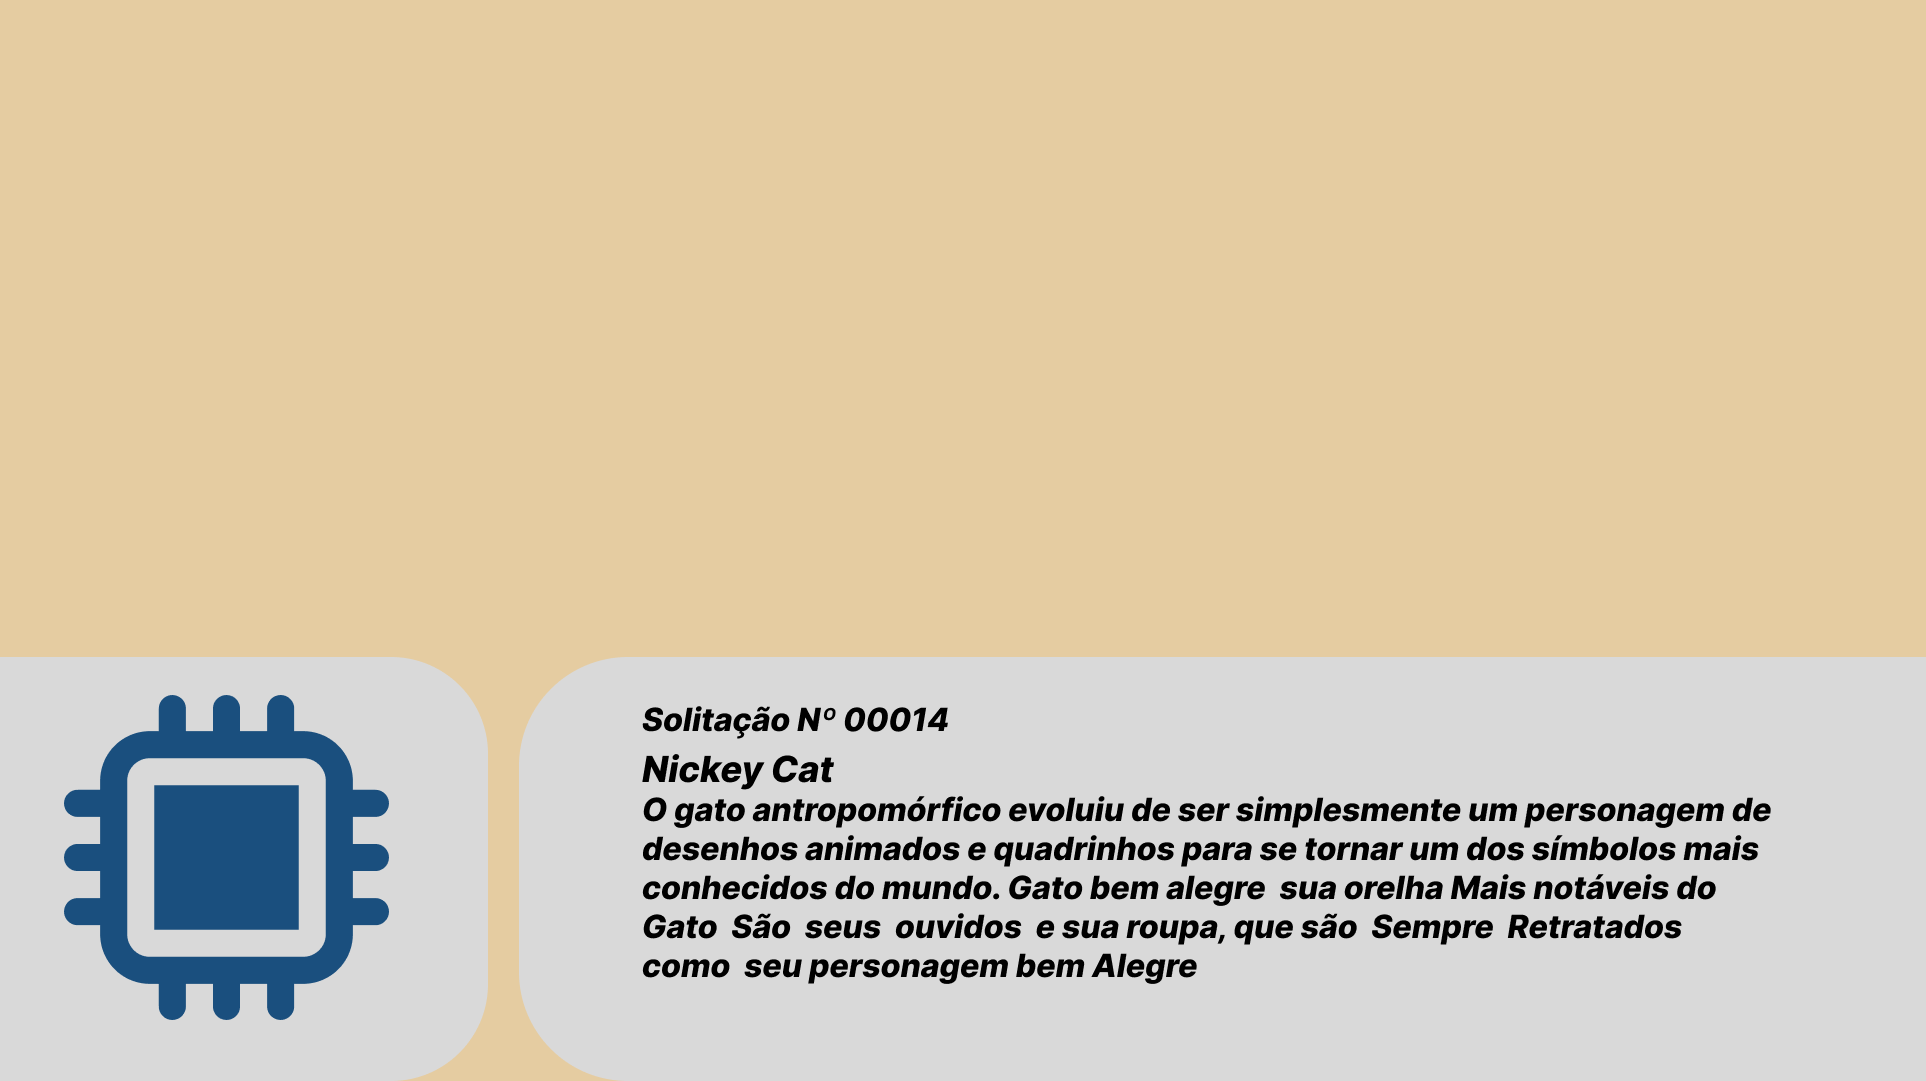 Solitação Nº 00014
Nickey Cat
O gato antropomórfico evoluiu de ser simplesmente um personagem de
desenhos animados e quadrinhos para se tornar um dos símbolos mais
conhecidos do mundo. Gato bem alegre  sua orelha Mais notáveis do
Gato  São  seus  ouvidos  e sua roupa, que são  Sempre  Retratados
como  seu personagem bem Alegre